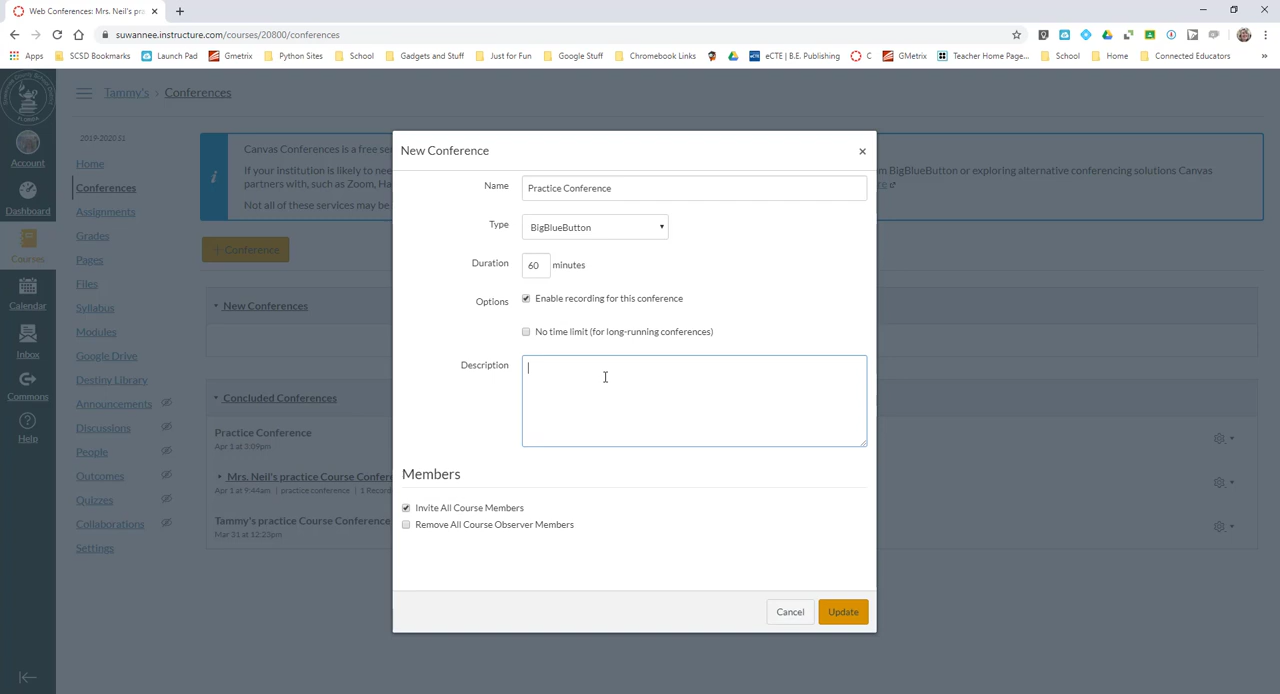 Web Conferences: Mrs. Neil's pra
suwannee.instructure.com/courses/20800/conferences
Apps SCSD Bookmarks Launch Pad Gmetrix Python Sites School Gadgets and Stuff Just for Fun Google Stuff Chromebook Links eCTE | B.E. Publishing C GMetrix Teacher Home Page... School Home Connected Educators »
Account
Dashboard
Courses
Calendar
Inbox
Commons
Help
Tammy's › Conferences
2019-2020 S1
Home
Conferences
Assignments
Grades
Pages
Files
Syllabus
Modules
Google Drive
Destiny Library
Announcements
Discussions
People
Outcomes
Quizzes
Collaborations
Settings
Canvas Conferences is a free se
If your institution is likely to nee
m BigBlueButton or exploring alternative conferencing solutions Canvas
partners with, such as Zoom, Ha
Not all of these services may be
+ Conference
New Conferences
Concluded Conferences
Practice Conference
Apr 1 at 3:09pm
Mrs. Neil's practice Course Confere
Apr 1 at 9:44am | practice conference | 1 Record
Tammy's practice Course Conference
Mar 31 at 12:23pm
New Conference
×
Name Practice Conference
Type BigBlueButton
Duration 60 minutes
Options Enable recording for this conference
No time limit (for long-running conferences)
Description
Members
Invite All Course Members
Remove All Course Observer Members
Cancel Update